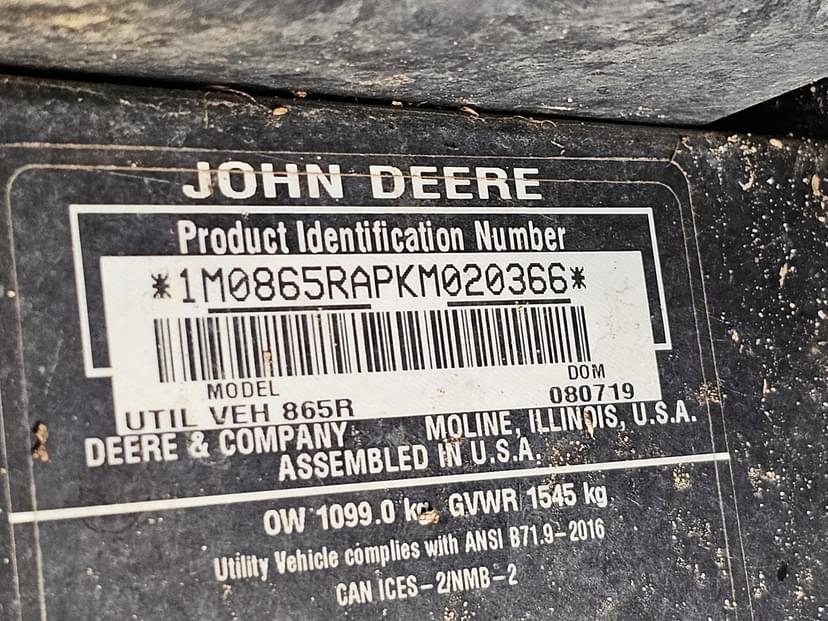 JOHN DEERE
Product Identification Number
*1M0865RAPKM020366*
MODEL DOM
UTIL VEH 865R 080719
DEERE & COMPANY MOLINE, ILLINOIS, U.S.A.
ASSEMBLED IN U.S.A.
OW 1099.0 kg GVWR 1545 kg
Utility Vehicle complies with ANSI B71.9-2016
CAN ICES-2/NMB-2